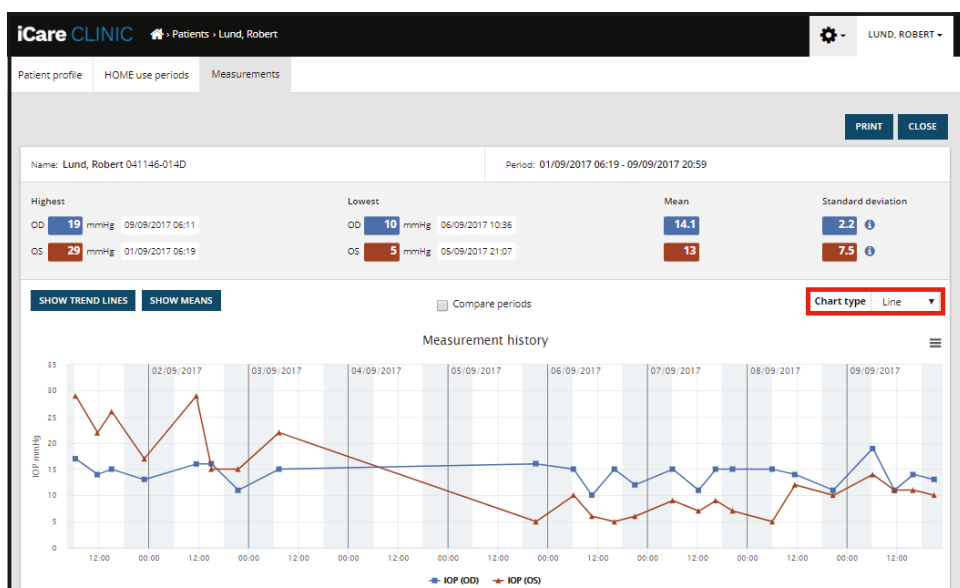 iCare CLINIC › Patients › Lund, Robert LUND, ROBERT
Patient profile HOME use periods Measurements
PRINT CLOSE
Name: Lund, Robert 041146-014D Period: 01/09/2017 06:19 - 09/09/2017 20:59
Highest Lowest Mean Standard deviation
OD 19 mmHg 09/09/2017 06:11 OD 10 mmHg 06/09/2017 10:36 14.1 2.2
OS 29 mmHg 01/09/2017 06:19 OS 5 mmHg 05/09/2017 21:07 13 7.5
SHOW TREND LINES SHOW MEANS Compare periods Chart type Line
Measurement history
35 02/09/2017 03/09/2017 04/09/2017 05/09/2017 06/09/2017 07/09/2017 08/09/2017 09/09/2017
30
25
20
IOP mmHg
15
10
5
0
12:00 00:00 12:00 00:00 12:00 00:00 12:00 00:00 12:00 00:00 12:00 00:00 12:00 00:00 12:00 00:00 12:00
IOP (OD) IOP (OS)